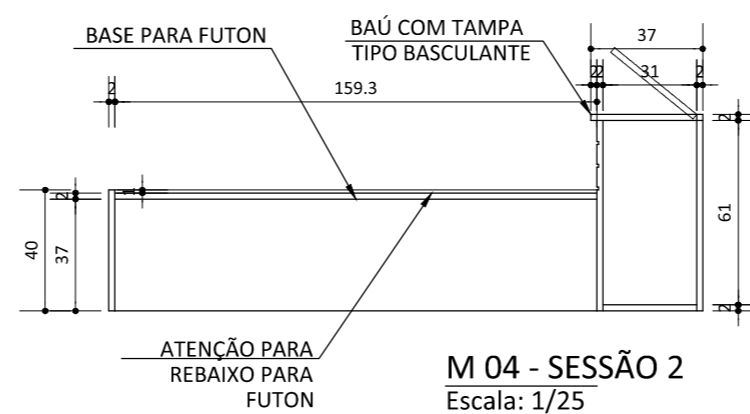 BASE PARA FUTON
BAÚ COM TAMPA
TIPO BASCULANTE
37
2
159.3
2
2
31
2
2
1
2
40
37
61
2
ATENÇÃO PARA
REBAIXO PARA
FUTON
M 04 - SESSÃO 2
Escala: 1/25